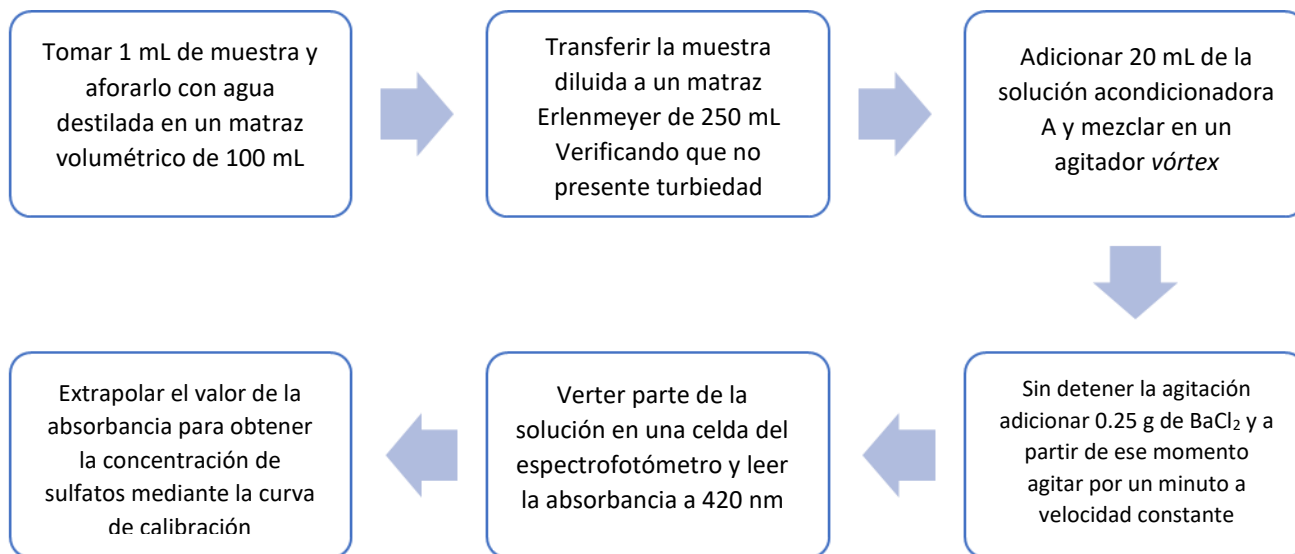 Tomar 1 mL de muestra y
aforarlo con agua
destilada en un matraz
volumétrico de 100 mL
Transferir la muestra
diluida a un matraz
Erlenmeyer de 250 mL
Verificando que no
presente turbiedad
Adicionar 20 mL de la
solución acondicionadora
A y mezclar en un
agitador vórtex
Sin detener la agitación
adicionar 0.25 g de BaCl₂ y a
partir de ese momento
agitar por un minuto a
velocidad constante
Verter parte de la
solución en una celda del
espectrofotómetro y leer
la absorbancia a 420 nm
Extrapolar el valor de la
absorbancia para obtener
la concentración de
sulfatos mediante la curva
de calibración